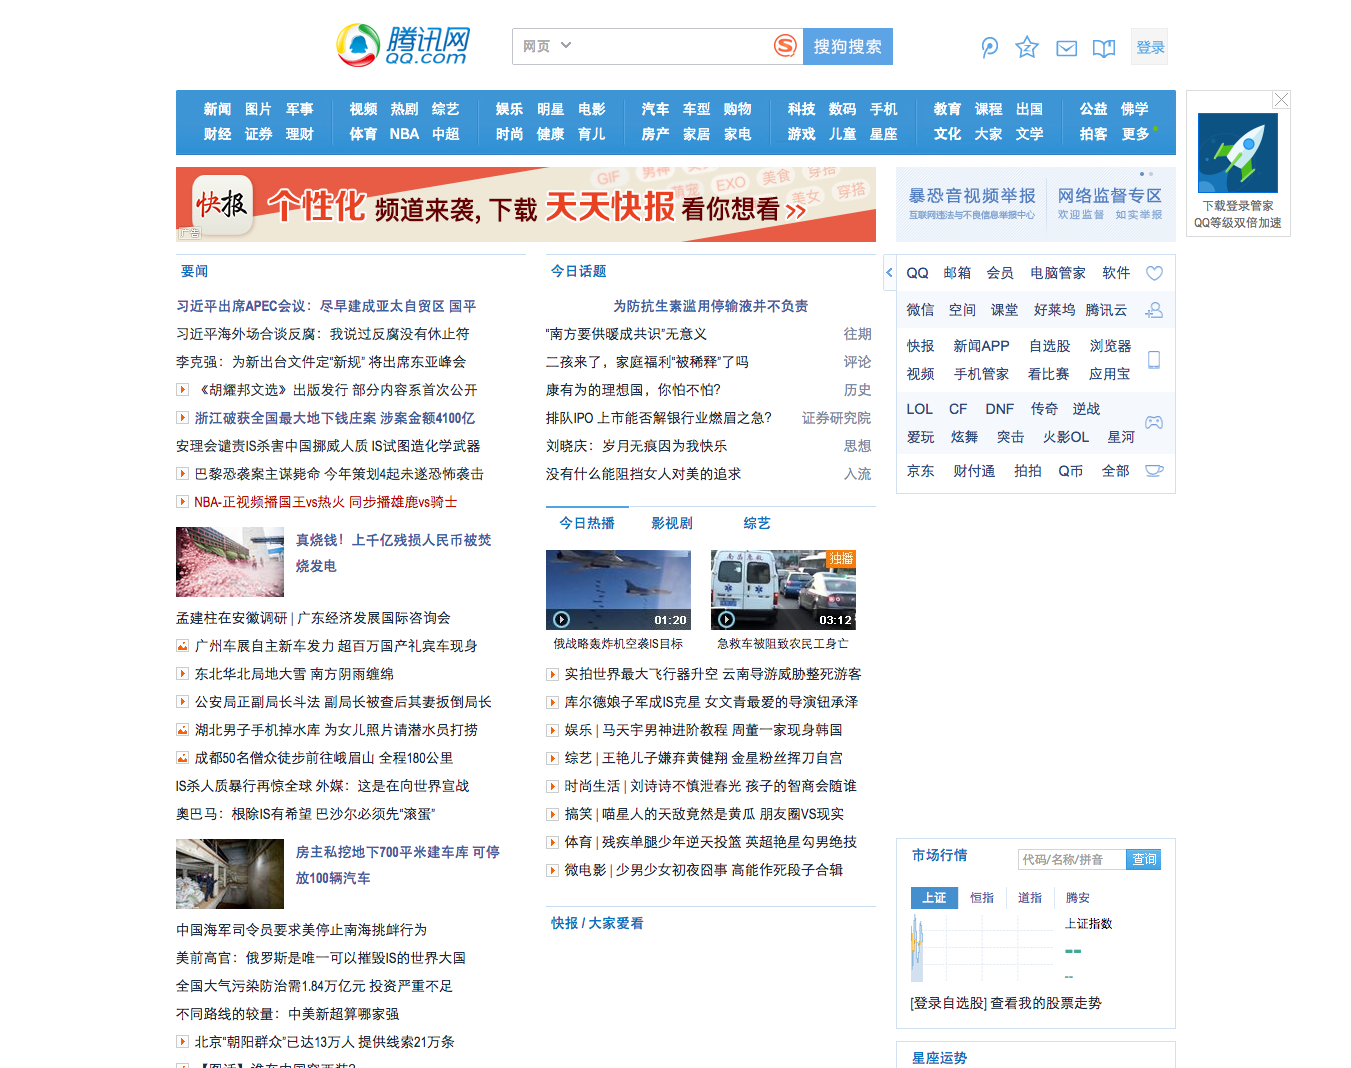 腾讯网
QQ.com
网页
搜狗搜索
登录
新闻 图片 军事 视频 热剧 综艺 娱乐 明星 电影 汽车 车型 购物 科技 数码 手机 教育 课程 出国 公益 佛学
财经 证券 理财 体育 NBA 中超 时尚 健康 育儿 房产 家居 家电 游戏 儿童 星座 文化 大家 文学 拍客 更多
快报 个性化 频道来袭, 下载 天天快报 看你想看 >>
GIF 男神 美食 穿搭
萌宠 EXO 美女 穿搭
广告
暴恐音视频举报
互联网违法与不良信息举报中心
网络监督专区
欢迎监督 如实举报
下载登录管家
QQ等级双倍加速
要闻
习近平出席APEC会议：尽早建成亚太自贸区 国平
习近平海外场合谈反腐：我说过反腐没有休止符
李克强：为新出台文件定“新规” 将出席东亚峰会
《胡耀邦文选》出版发行 部分内容系首次公开
浙江破获全国最大地下钱庄案 涉案金额4100亿
安理会谴责IS杀害中国挪威人质 IS试图造化学武器
巴黎恐袭案主谋毙命 今年策划4起未遂恐怖袭击
NBA-正视频播国王vs热火 同步播雄鹿vs骑士
真烧钱！上千亿残损人民币被焚
烧发电
孟建柱在安徽调研 | 广东经济发展国际咨询会
广州车展自主新车发力 超百万国产礼宾车现身
东北华北局地大雪 南方阴雨缠绵
公安局正副局长斗法 副局长被查后其妻扳倒局长
湖北男子手机掉水库 为女儿照片请潜水员打捞
成都50名僧众徒步前往峨眉山 全程180公里
IS杀人质暴行再惊全球 外媒：这是在向世界宣战
奥巴马：根除IS有希望 巴沙尔必须先“滚蛋”
房主私挖地下700平米建车库 可停
放100辆汽车
中国海军司令员要求美停止南海挑衅行为
美前高官：俄罗斯是唯一可以摧毁IS的世界大国
全国大气污染防治需1.84万亿元 投资严重不足
不同路线的较量：中美新超算哪家强
北京“朝阳群众”已达13万人 提供线索21万条
今日话题
为防抗生素滥用停输液并不负责
“南方要供暖成共识”无意义 往期
二孩来了，家庭福利“被稀释”了吗 评论
康有为的理想国，你怕不怕? 历史
排队IPO 上市能否解银行业燃眉之急? 证券研究院
刘晓庆：岁月无痕因为我快乐 思想
没有什么能阻挡女人对美的追求 人流
今日热播 影视剧 综艺
01:20
独播
03:12
俄战略轰炸机空袭IS目标
急救车被阻致农民工身亡
实拍世界最大飞行器升空 云南导游威胁整死游客
库尔德娘子军成IS克星 女文青最爱的导演钮承泽
娱乐 | 马天宇男神进阶教程 周董一家现身韩国
综艺 | 王艳儿子嫌弃黄健翔 金星粉丝挥刀自宫
时尚生活 | 刘诗诗不慎泄春光 孩子的智商会随谁
搞笑 | 喵星人的天敌竟然是黄瓜 朋友圈VS现实
体育 | 残疾单腿少年逆天投篮 英超艳星勾男绝技
微电影 | 少男少女初夜囧事 高能作死段子合辑
快报 / 大家爱看
QQ 邮箱 会员 电脑管家 软件
微信 空间 课堂 好莱坞 腾讯云
快报 新闻APP 自选股 浏览器
视频 手机管家 看比赛 应用宝
LOL CF DNF 传奇 逆战
爱玩 炫舞 突击 火影OL 星河
京东 财付通 拍拍 Q币 全部
市场行情
代码/名称/拼音 查询
上证 恒指 道指 腾安
上证指数
--
--
[登录自选股] 查看我的股票走势
星座运势